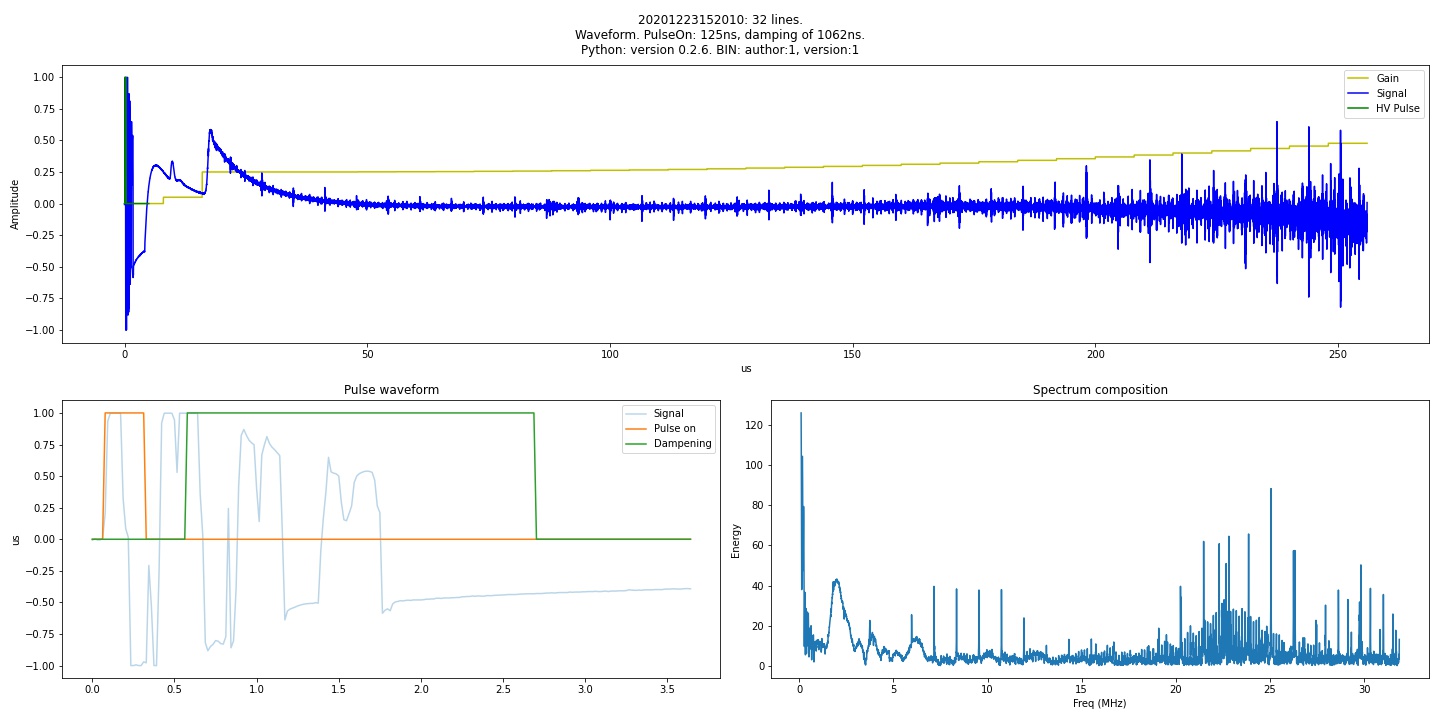 20201223152010: 32 lines.
Waveform. PulseOn: 125ns, damping of 1062ns.
Python: version 0.2.6. BIN: author:1, version:1
Amplitude
1.00
0.75
0.50
0.25
0.00
−0.25
−0.50
−0.75
−1.00
Gain
Signal
HV Pulse
0 50 100 150 200 250
us
Pulse waveform
us
1.00
0.75
0.50
0.25
0.00
−0.25
−0.50
−0.75
−1.00
Signal
Pulse on
Dampening
0.0 0.5 1.0 1.5 2.0 2.5 3.0 3.5
Spectrum composition
Energy
120
100
80
60
40
20
0
0 5 10 15 20 25 30
Freq (MHz)